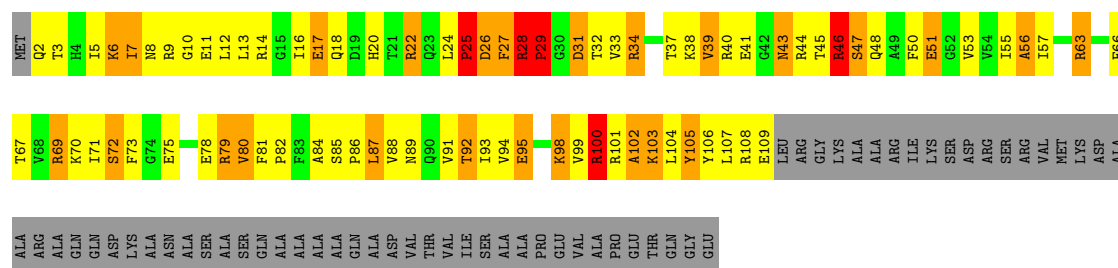 MET Q2 T3 H4 I5 K6 I7 N8 R9 G10 E11 L12 L13 R14 G15 I16 E17 Q18 D19 H20 T21 R22 Q23 L24 P25 D26 F27 R28 P29 G30 D31 T32 V33 R34 T37 K38 V39 R40 E41 G42 N43 R44 T45 R46 S47 Q48 A49 F50 E51 G52 V53 V54 I55 A56 I57 R63 F66
T67 V68 R69 K70 I71 S72 F73 G74 E75 E78 R79 V80 F81 P82 F83 A84 S85 P86 L87 V88 N89 Q90 V91 T92 I93 V94 E95 K98 V99 R100 R101 A102 K103 L104 Y105 Y106 L107 R108 E109 LEU ARG GLY LYS ALA ALA ARG ILE LYS SER ASP ARG SER ARG VAL MET LYS ASP ALA
ALA ARG ALA GLN GLN ASP LYS ALA ASN ALA SER ALA SER GLN ALA ALA ALA ALA GLN ALA ASP VAL THR VAL ILE SER ALA ALA PRO GLU VAL ALA PRO GLU THR GLN GLY GLU